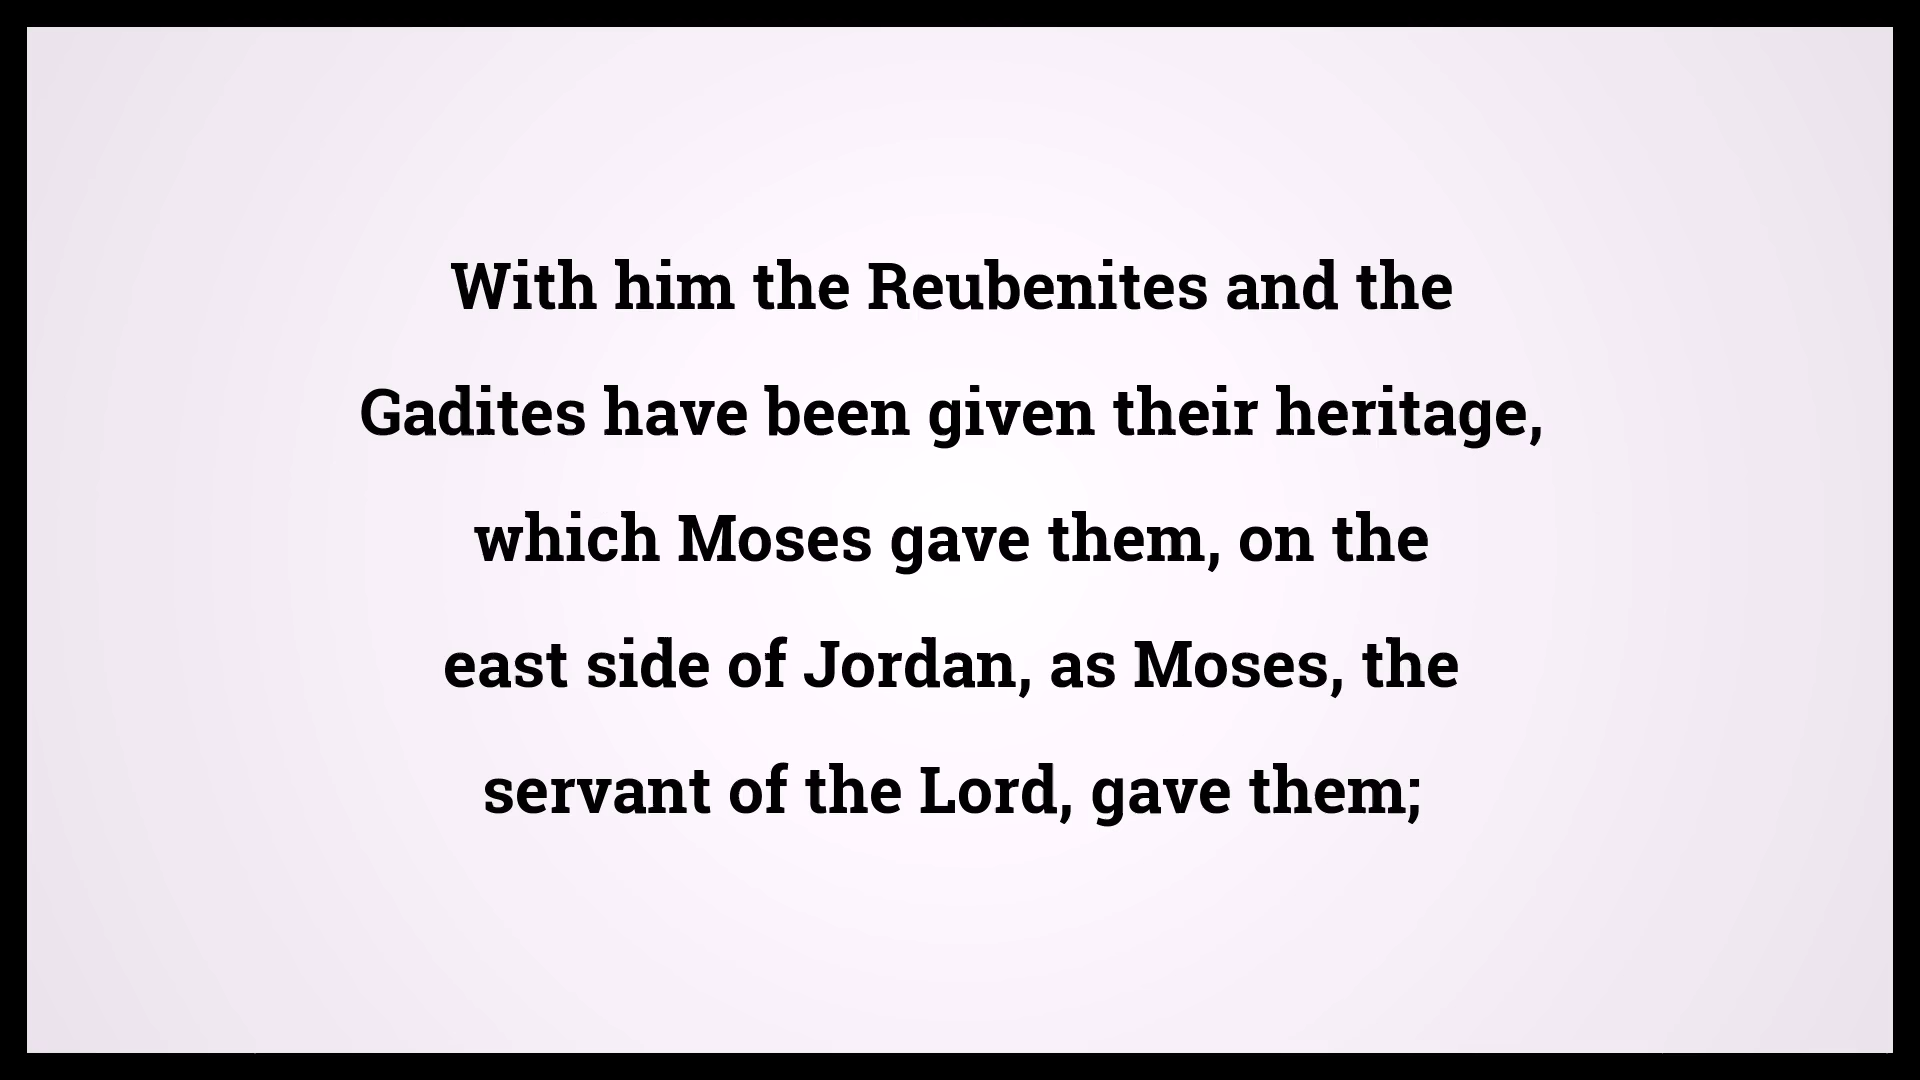 With him the Reubenites and the
Gadites have been given their heritage,
which Moses gave them, on the
east side of Jordan, as Moses, the
servant of the Lord, gave them;